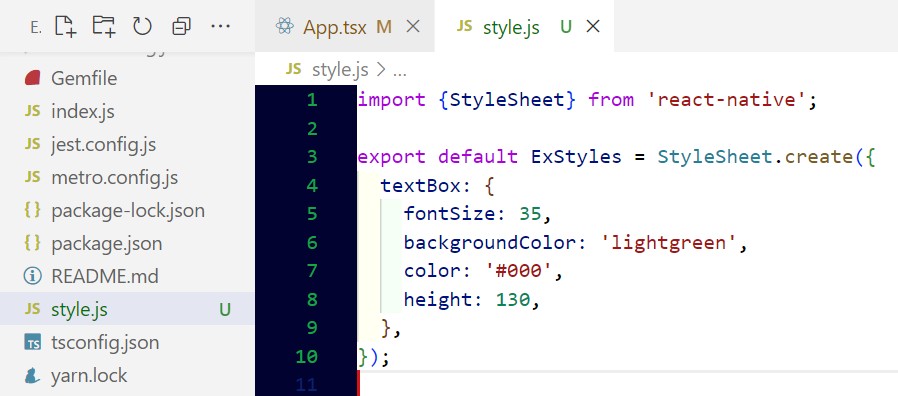 E. ...
App.tsx M
JS style.js U
Gemfile
JS index.js
JS jest.config.js
JS metro.config.js
{} package-lock.json
{} package.json
README.md
JS style.js U
TS tsconfig.json
yarn.lock
JS style.js > ...
1 import {StyleSheet} from 'react-native';
2
3 export default ExStyles = StyleSheet.create({
4   textBox: {
5     fontSize: 35,
6     backgroundColor: 'lightgreen',
7     color: '#000',
8     height: 130,
9   },
10 });
11